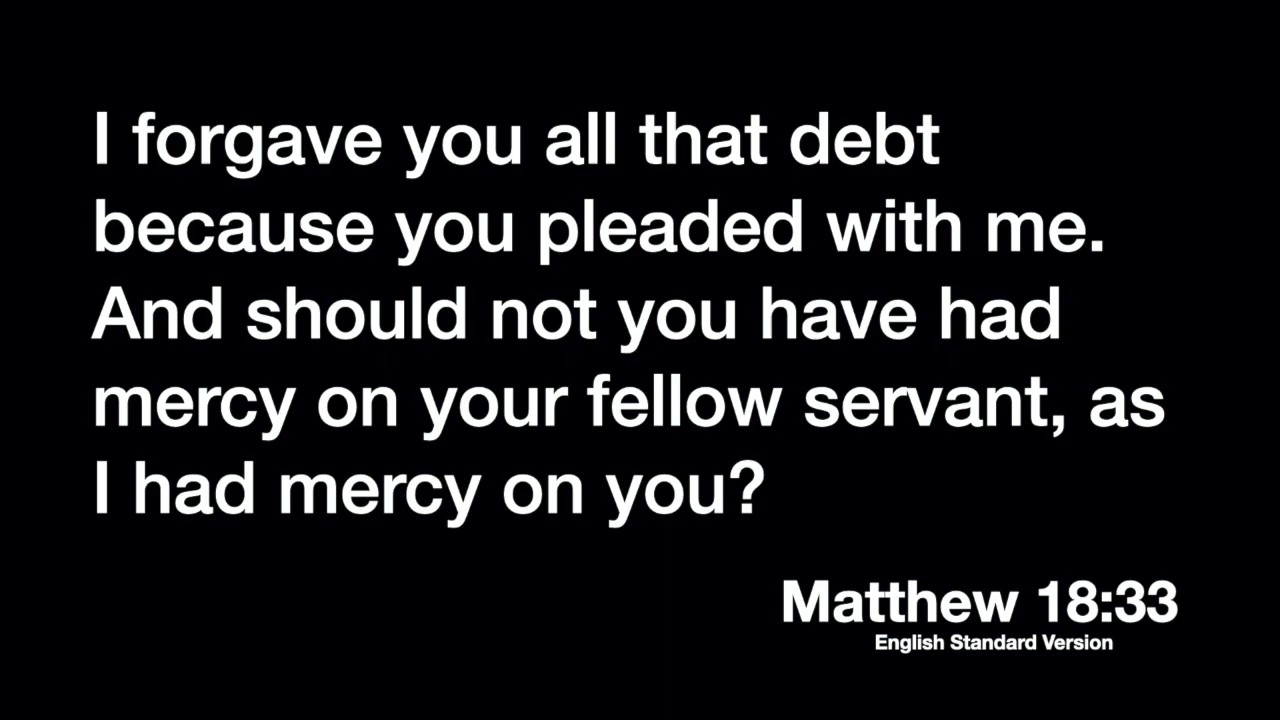 I forgave you all that debt
because you pleaded with me.
And should not you have had
mercy on your fellow servant, as
I had mercy on you?
Matthew 18:33
English Standard Version